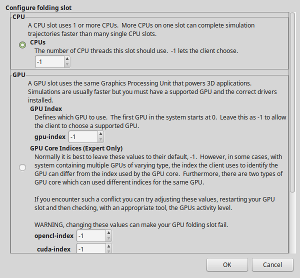 Configure folding slot
CPU
A CPU slot uses 1 or more CPUs. More CPUs on one slot can complete simulation
trajectories faster than many single CPU slots.
CPUs
The number of CPU threads this slot should use. -1 lets the client choose.
-1
GPU
A GPU slot uses the same Graphics Processing Unit that powers 3D applications.
Simulations are usually faster but you must have a supported GPU and the correct drivers
installed.
GPU Index
Defines which GPU to use. The first GPU in the system starts at 0. Leave this as -1 to allow
the client to choose a supported GPU.
gpu-index -1
GPU Core Indices (Expert Only)
Normally it is best to leave these to their default, -1. However, in some cases, with
system containing multiple GPUs of varying type, the index the client uses to identify the
GPU can differ from the index used by the GPU core. Furthermore, there are two types of
GPU core which can used different indices for the same GPU.
If you encounter such a conflict you can try adjusting these values, restarting your GPU
slot and then checking, with an appropriate tool, the GPUs activity level.
WARNING, changing these values can make your GPU folding slot fail.
opencl-index -1
cuda-index -1
OK Cancel